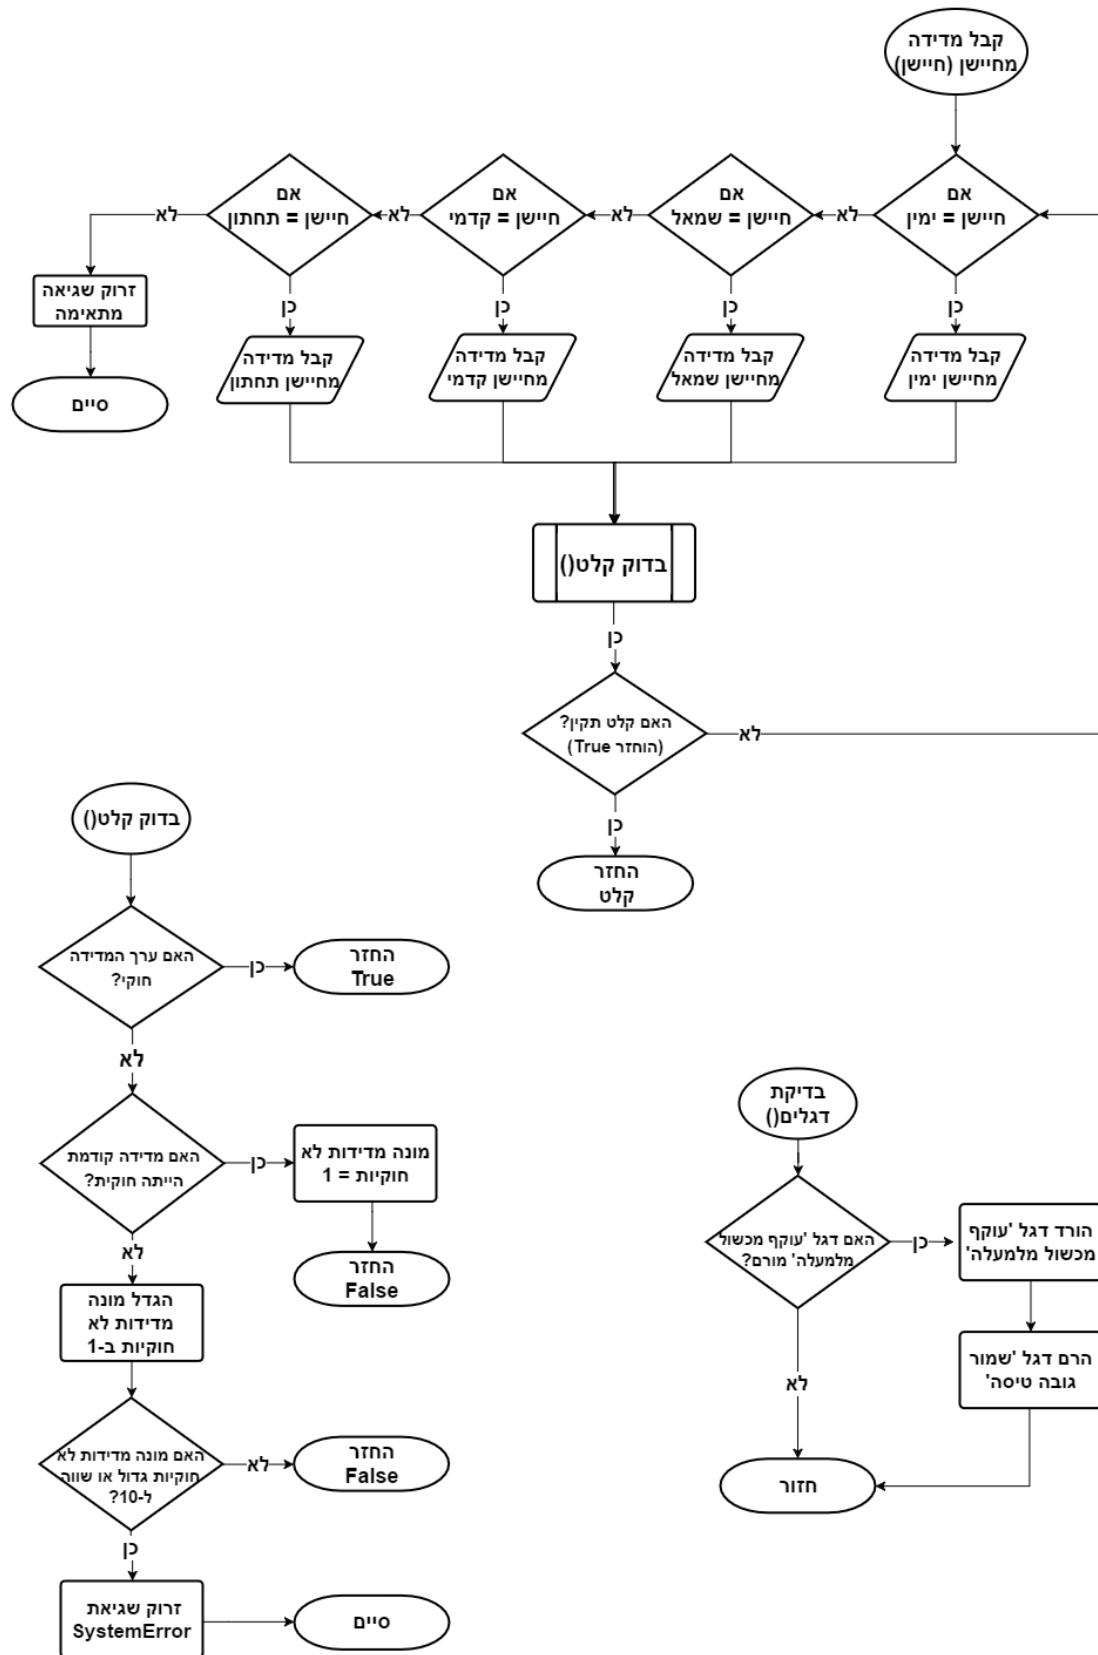 קבל מדידה
מחיישן (חיישן)
אם
חיישן = ימין
לא
אם
חיישן = שמאל
לא
אם
חיישן = קדמי
לא
אם
חיישן = תחתון
לא
זרוק שגיאה
מתאימה
סיים
כן
כן
כן
כן
קבל מדידה
מחיישן ימין
קבל מדידה
מחיישן שמאל
קבל מדידה
מחיישן קדמי
קבל מדידה
מחיישן תחתון
בדוק קלט()
כן
האם קלט תקין?
(הוחזר True)
לא
כן
החזר
קלט
בדוק קלט()
האם ערך המדידה
חוקי?
כן
החזר
True
לא
האם מדידה קודמת
הייתה חוקית?
כן
מונה מדידות לא
חוקיות = 1
החזר
False
לא
הגדל מונה
מדידות לא
חוקיות ב-1
האם מונה מדידות לא
חוקיות גדול או שווה
ל-10?
לא
החזר
False
כן
זרוק שגיאת
SystemError
סיים
בדיקת
דגלים()
האם דגל 'עוקף מכשול
מלמעלה' מורם?
כן
הורד דגל 'עוקף
מכשול מלמעלה'
הרם דגל 'שמור
גובה טיסה'
לא
חזור